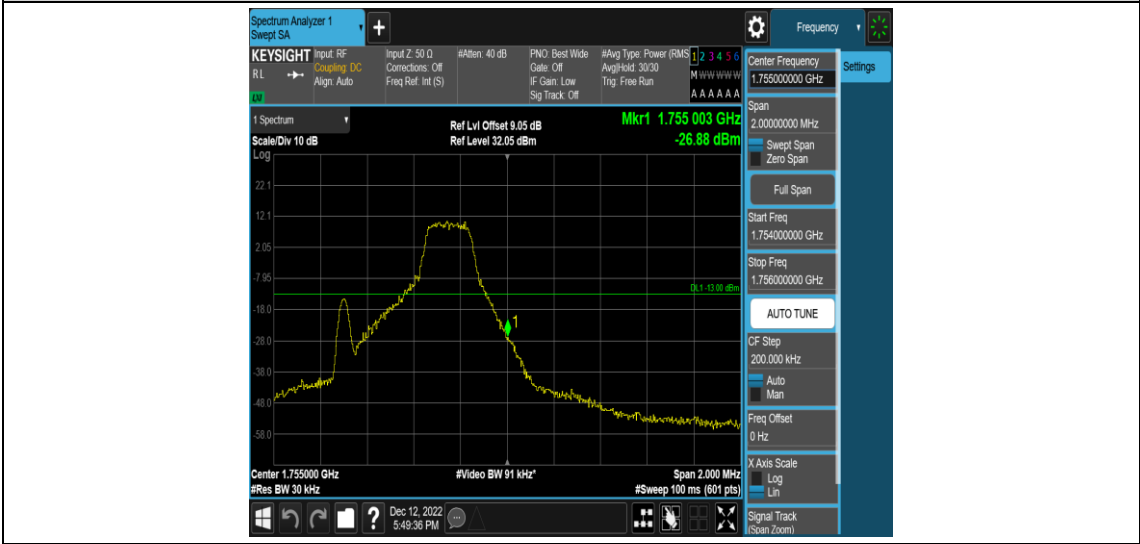 Spectrum Analyzer 1
Swept SA
+
Frequency
KEYSIGHT
RL
Input: RF
Coupling: DC
Align: Auto
Input Z: 50 Ω
Corrections: Off
Freq Ref: Int (S)
#Atten: 40 dB
PNO: Best Wide
Gate: Off
IF Gain: Low
Sig Track: Off
#Avg Type: Power (RMS
Avg|Hold: 30/30
Trig: Free Run
1 2 3 4 5 6
M W W W W W
A A A A A A
1 Spectrum
Scale/Div 10 dB
Log
Ref Lvl Offset 9.05 dB
Ref Level 32.05 dBm
Mkr1 1.755 003 GHz
-26.88 dBm
22.1
12.1
2.05
-7.95
-18.0
-28.0
-38.0
-48.0
-58.0
DL1 -13.00 dBm
1
Center 1.755000 GHz
#Res BW 30 kHz
#Video BW 91 kHz*
Span 2.000 MHz
#Sweep 100 ms (601 pts)
Dec 12, 2022
5:49:36 PM
?
Center Frequency
1.755000000 GHz
Settings
Span
2.00000000 MHz
Swept Span
Zero Span
Full Span
Start Freq
1.754000000 GHz
Stop Freq
1.756000000 GHz
AUTO TUNE
CF Step
200.000 kHz
Auto
Man
Freq Offset
0 Hz
X Axis Scale
Log
Lin
Signal Track
(Span Zoom)